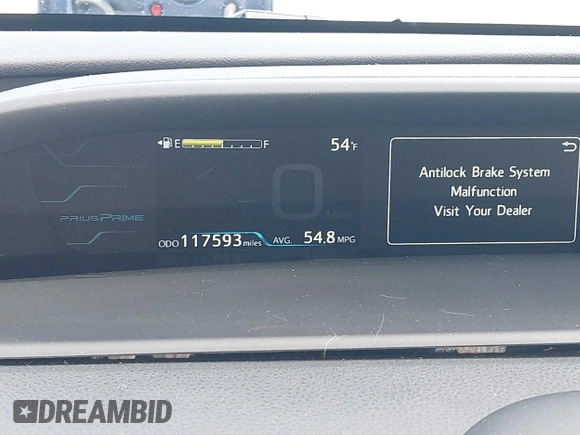 E F
54°F
Antilock Brake System
Malfunction
Visit Your Dealer
0
MPH
PRIUS PRIME
ODO 117593 miles AVG. 54.8 MPG
DREAMBID